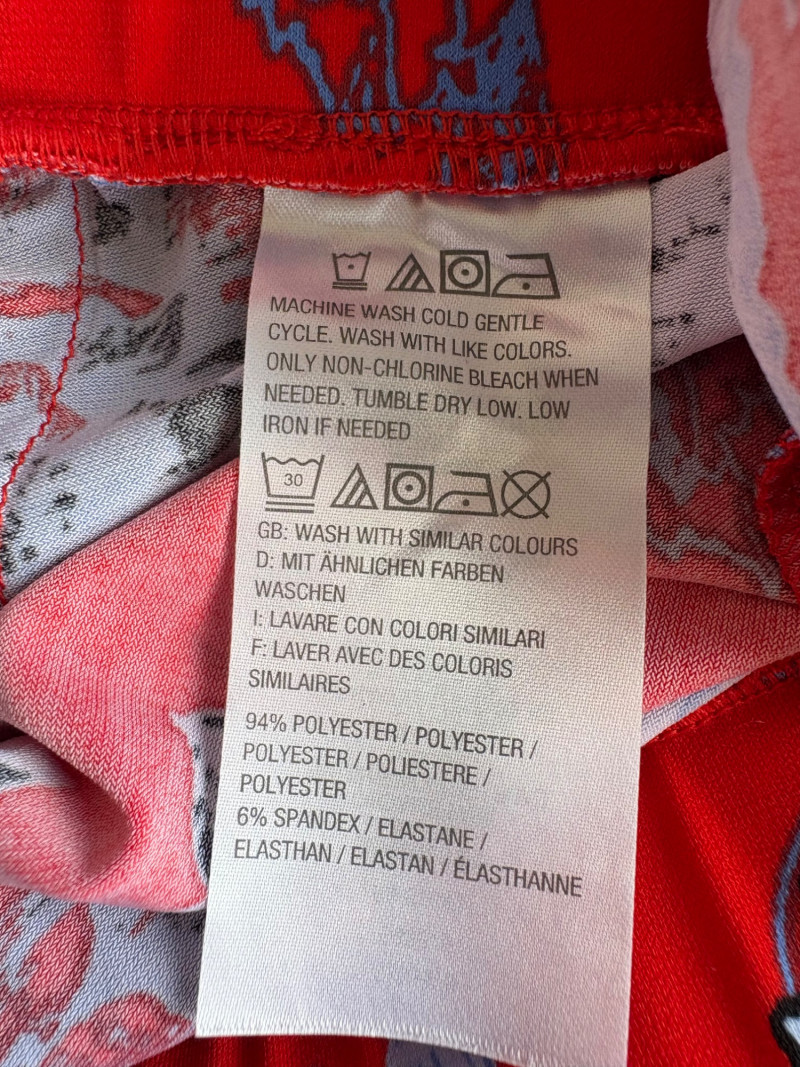 MACHINE WASH COLD GENTLE
CYCLE. WASH WITH LIKE COLORS.
ONLY NON-CHLORINE BLEACH WHEN
NEEDED. TUMBLE DRY LOW. LOW
IRON IF NEEDED
30
GB: WASH WITH SIMILAR COLOURS
D: MIT ÄHNLICHEN FARBEN
WASCHEN
I: LAVARE CON COLORI SIMILARI
F: LAVER AVEC DES COLORIS
SIMILAIRES
94% POLYESTER / POLYESTER /
POLYESTER / POLIESTERE /
POLYESTER
6% SPANDEX / ELASTANE /
ELASTHAN / ELASTAN / ÉLASTHANNE